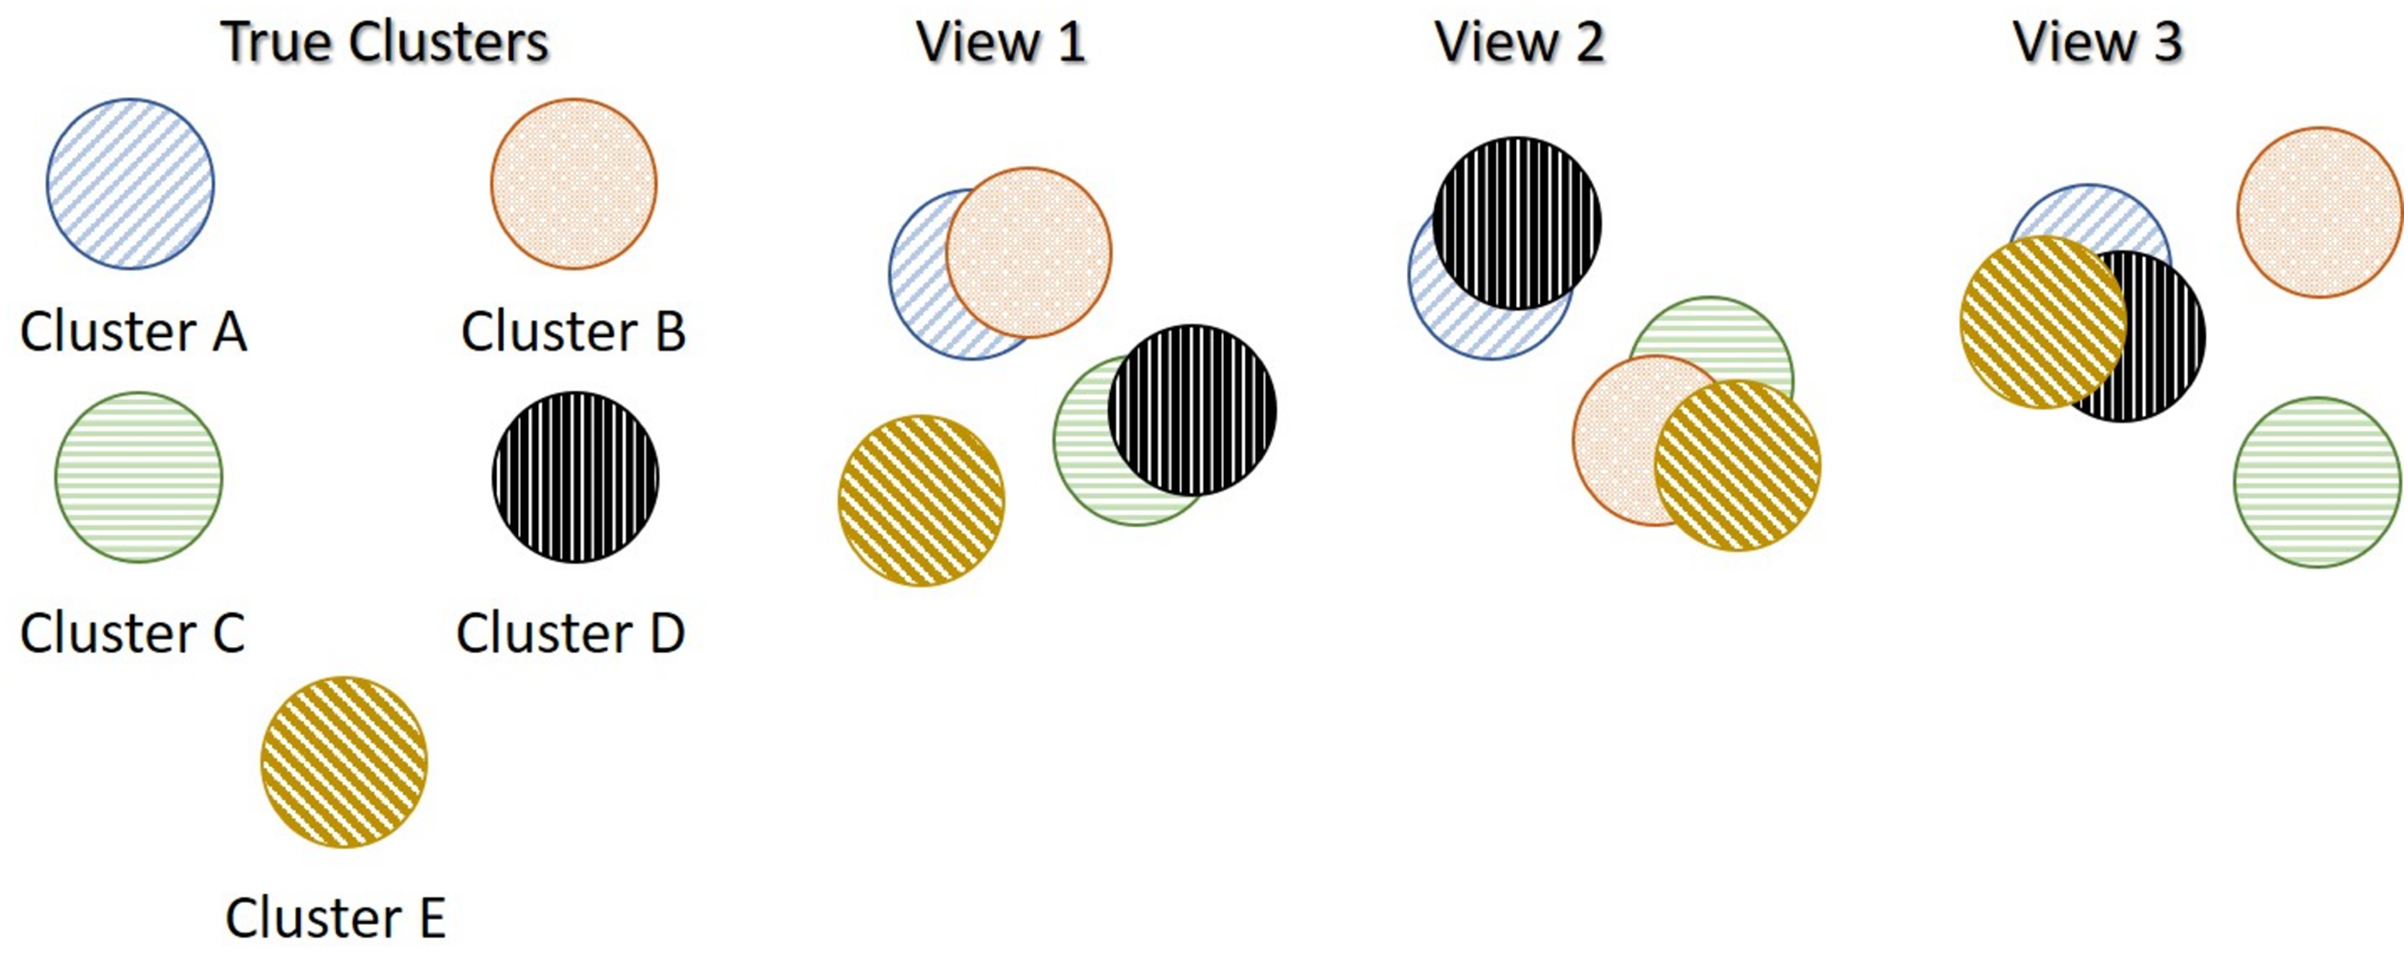 True Clusters
View 1
View 2
View 3
Cluster A
Cluster B
Cluster C
Cluster D
Cluster E